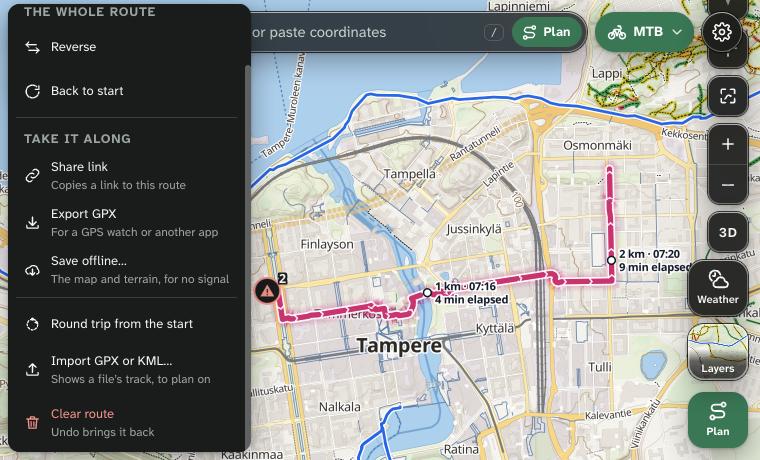 THE WHOLE ROUTE
Reverse
Back to start
TAKE IT ALONG
Share link
Copies a link to this route
Export GPX
For a GPS watch or another app
Save offline...
The map and terrain, for no signal
Round trip from the start
Import GPX or KML...
Shows a file's track, to plan on
Clear route
Undo brings it back
or paste coordinates
/
Plan
MTB
3D
Weather
Layers
Plan
Lapinniemi
Lappi
Kekkosent
Tampere-Muroleen kanav
Rantatunneli
Lapintie
Osmonmäki
Tampella
100
Jussinkylä
Finlayson
2
1 km · 07:16
4 min elapsed
2 km · 07:20
9 min elapsed
Kyttälä
Tampere
Tulli
Nalkala
Kalevantie
Kaakinmaa
Ratina
Viinikankatu